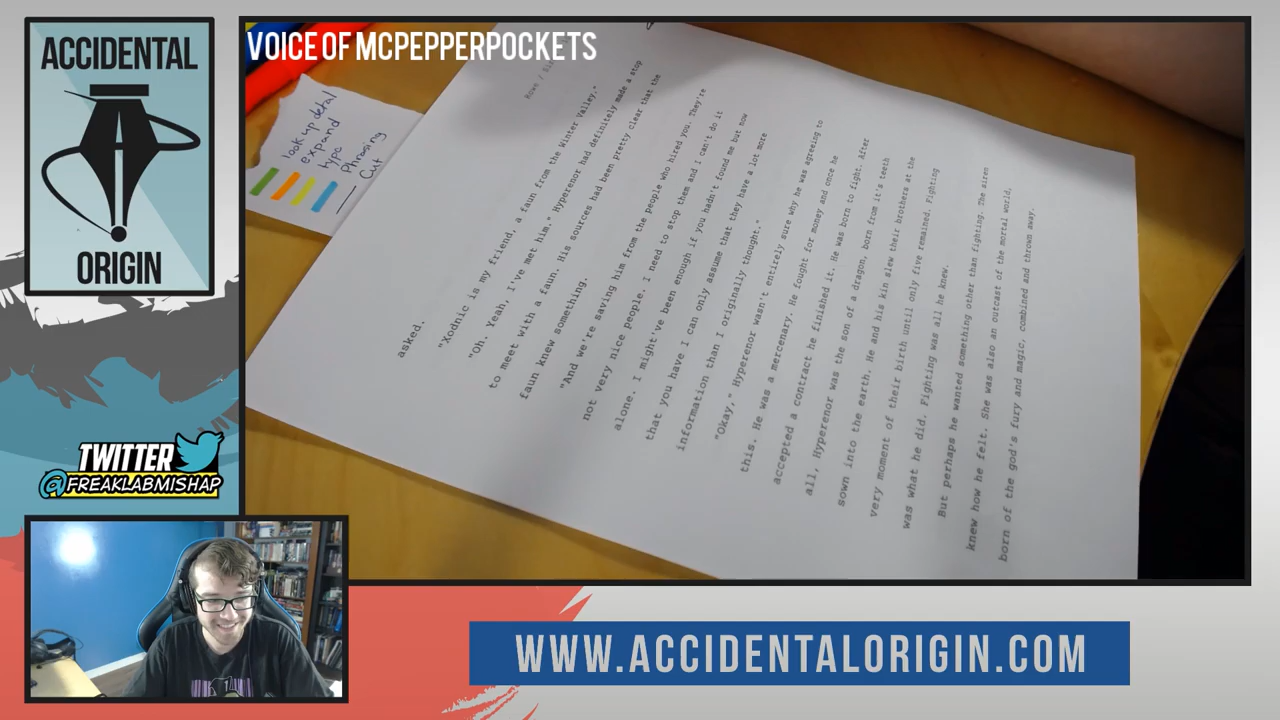 ACCIDENTAL
ORIGIN
VOICE OF MCPEPPERPOCKETS
look up detail
expand
typo
Phrasing
Cut
Rowe /
asked.
"Xodnic is my friend, a faun from the Winter Valley."
"Oh. Yeah, I've met him." Hyperenor had definitely made a stop
to meet with a faun. His sources had been pretty clear that the
faun knew something.
"And we're saving him from the people who hired you. They're
not very nice people. I need to stop them and I can't do it
alone. I might've been enough if you hadn't found me but now
that you have I can only assume that they have a lot more
information than I originally thought."
"Okay," Hyperenor wasn't entirely sure why he was agreeing to
this. He was a mercenary. He fought for money and once he
accepted a contract he finished it. He was born to fight. After
all, Hyperenor was the son of a dragon, born from it's teeth
sown into the earth. He and his kin slew their brothers at the
very moment of their birth until only five remained. Fighting
was what he did. Fighting was all he knew.
But perhaps he wanted something other than fighting. The siren
knew how he felt. She was also an outcast of the mortal world,
born of the god's fury and magic, combined and thrown away.
TWITTER
@FREAKLABMISHAP
WWW.ACCIDENTALORIGIN.COM